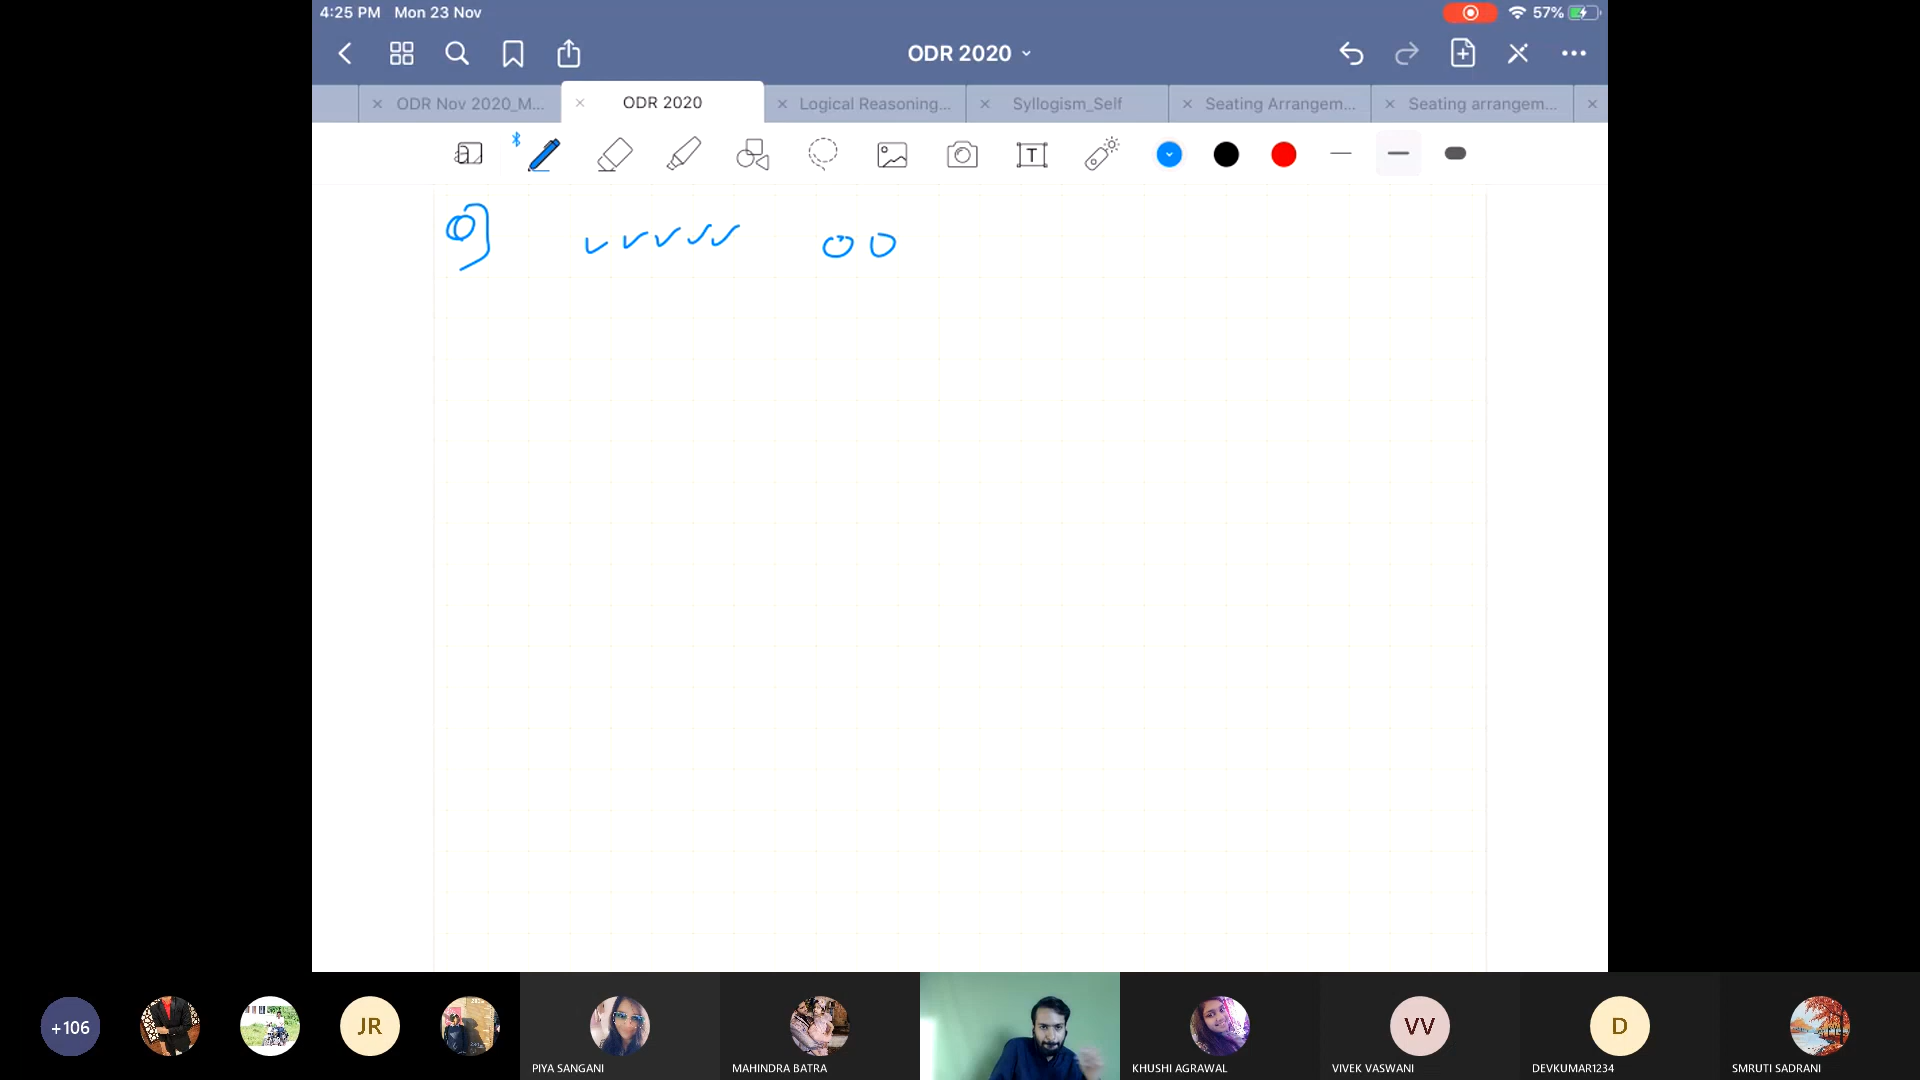 4:25 PM Mon 23 Nov
57%
ODR 2020
ODR Nov 2020_M...
ODR 2020
Logical Reasoning...
Syllogism_Self
Seating Arrangem...
Seating arrangem...
a
T
+106
JR
PIYA SANGANI
MAHINDRA BATRA
KHUSHI AGRAWAL
VV
VIVEK VASWANI
D
DEVKUMAR1234
SMRUTI SADRANI